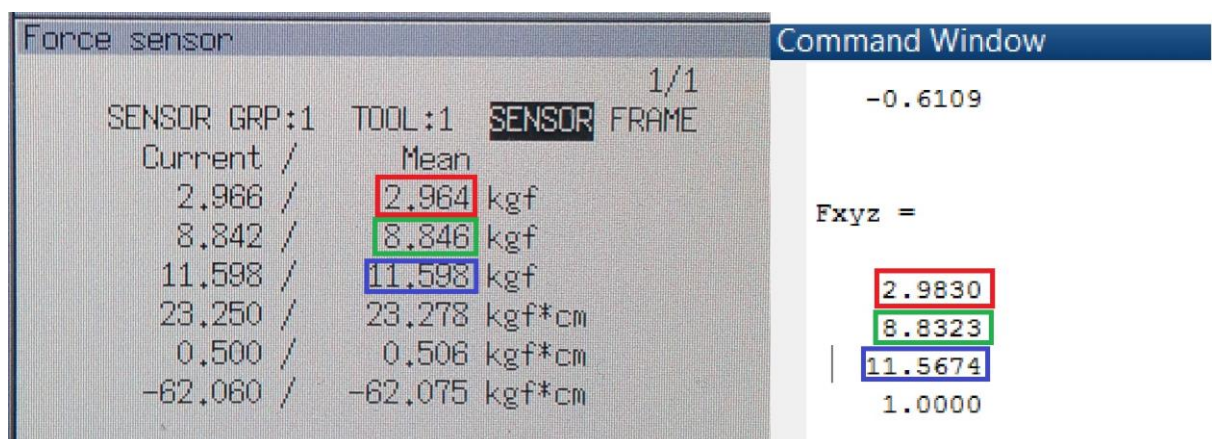 Force sensor
1/1
SENSOR GRP:1 TOOL:1 SENSOR FRAME
Current / Mean
2.966 / 2.964 kgf
8.842 / 8.846 kgf
11.598 / 11.598 kgf
23.250 / 23.278 kgf*cm
0.500 / 0.506 kgf*cm
-62.060 / -62.075 kgf*cm
Command Window
-0.6109
Fxyz =
2.9830
8.8323
11.5674
1.0000